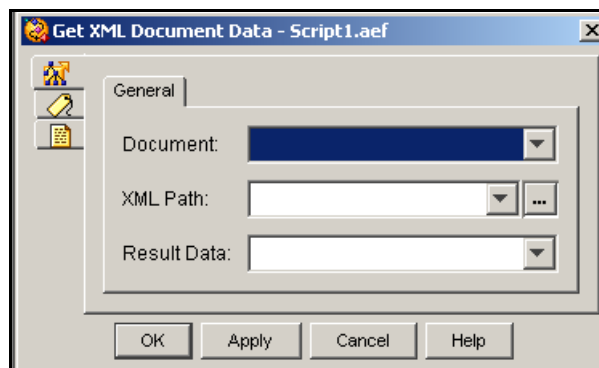 Get XML Document Data - Script1.aef
General
Document:
XML Path:
...
Result Data:
OK Apply Cancel Help